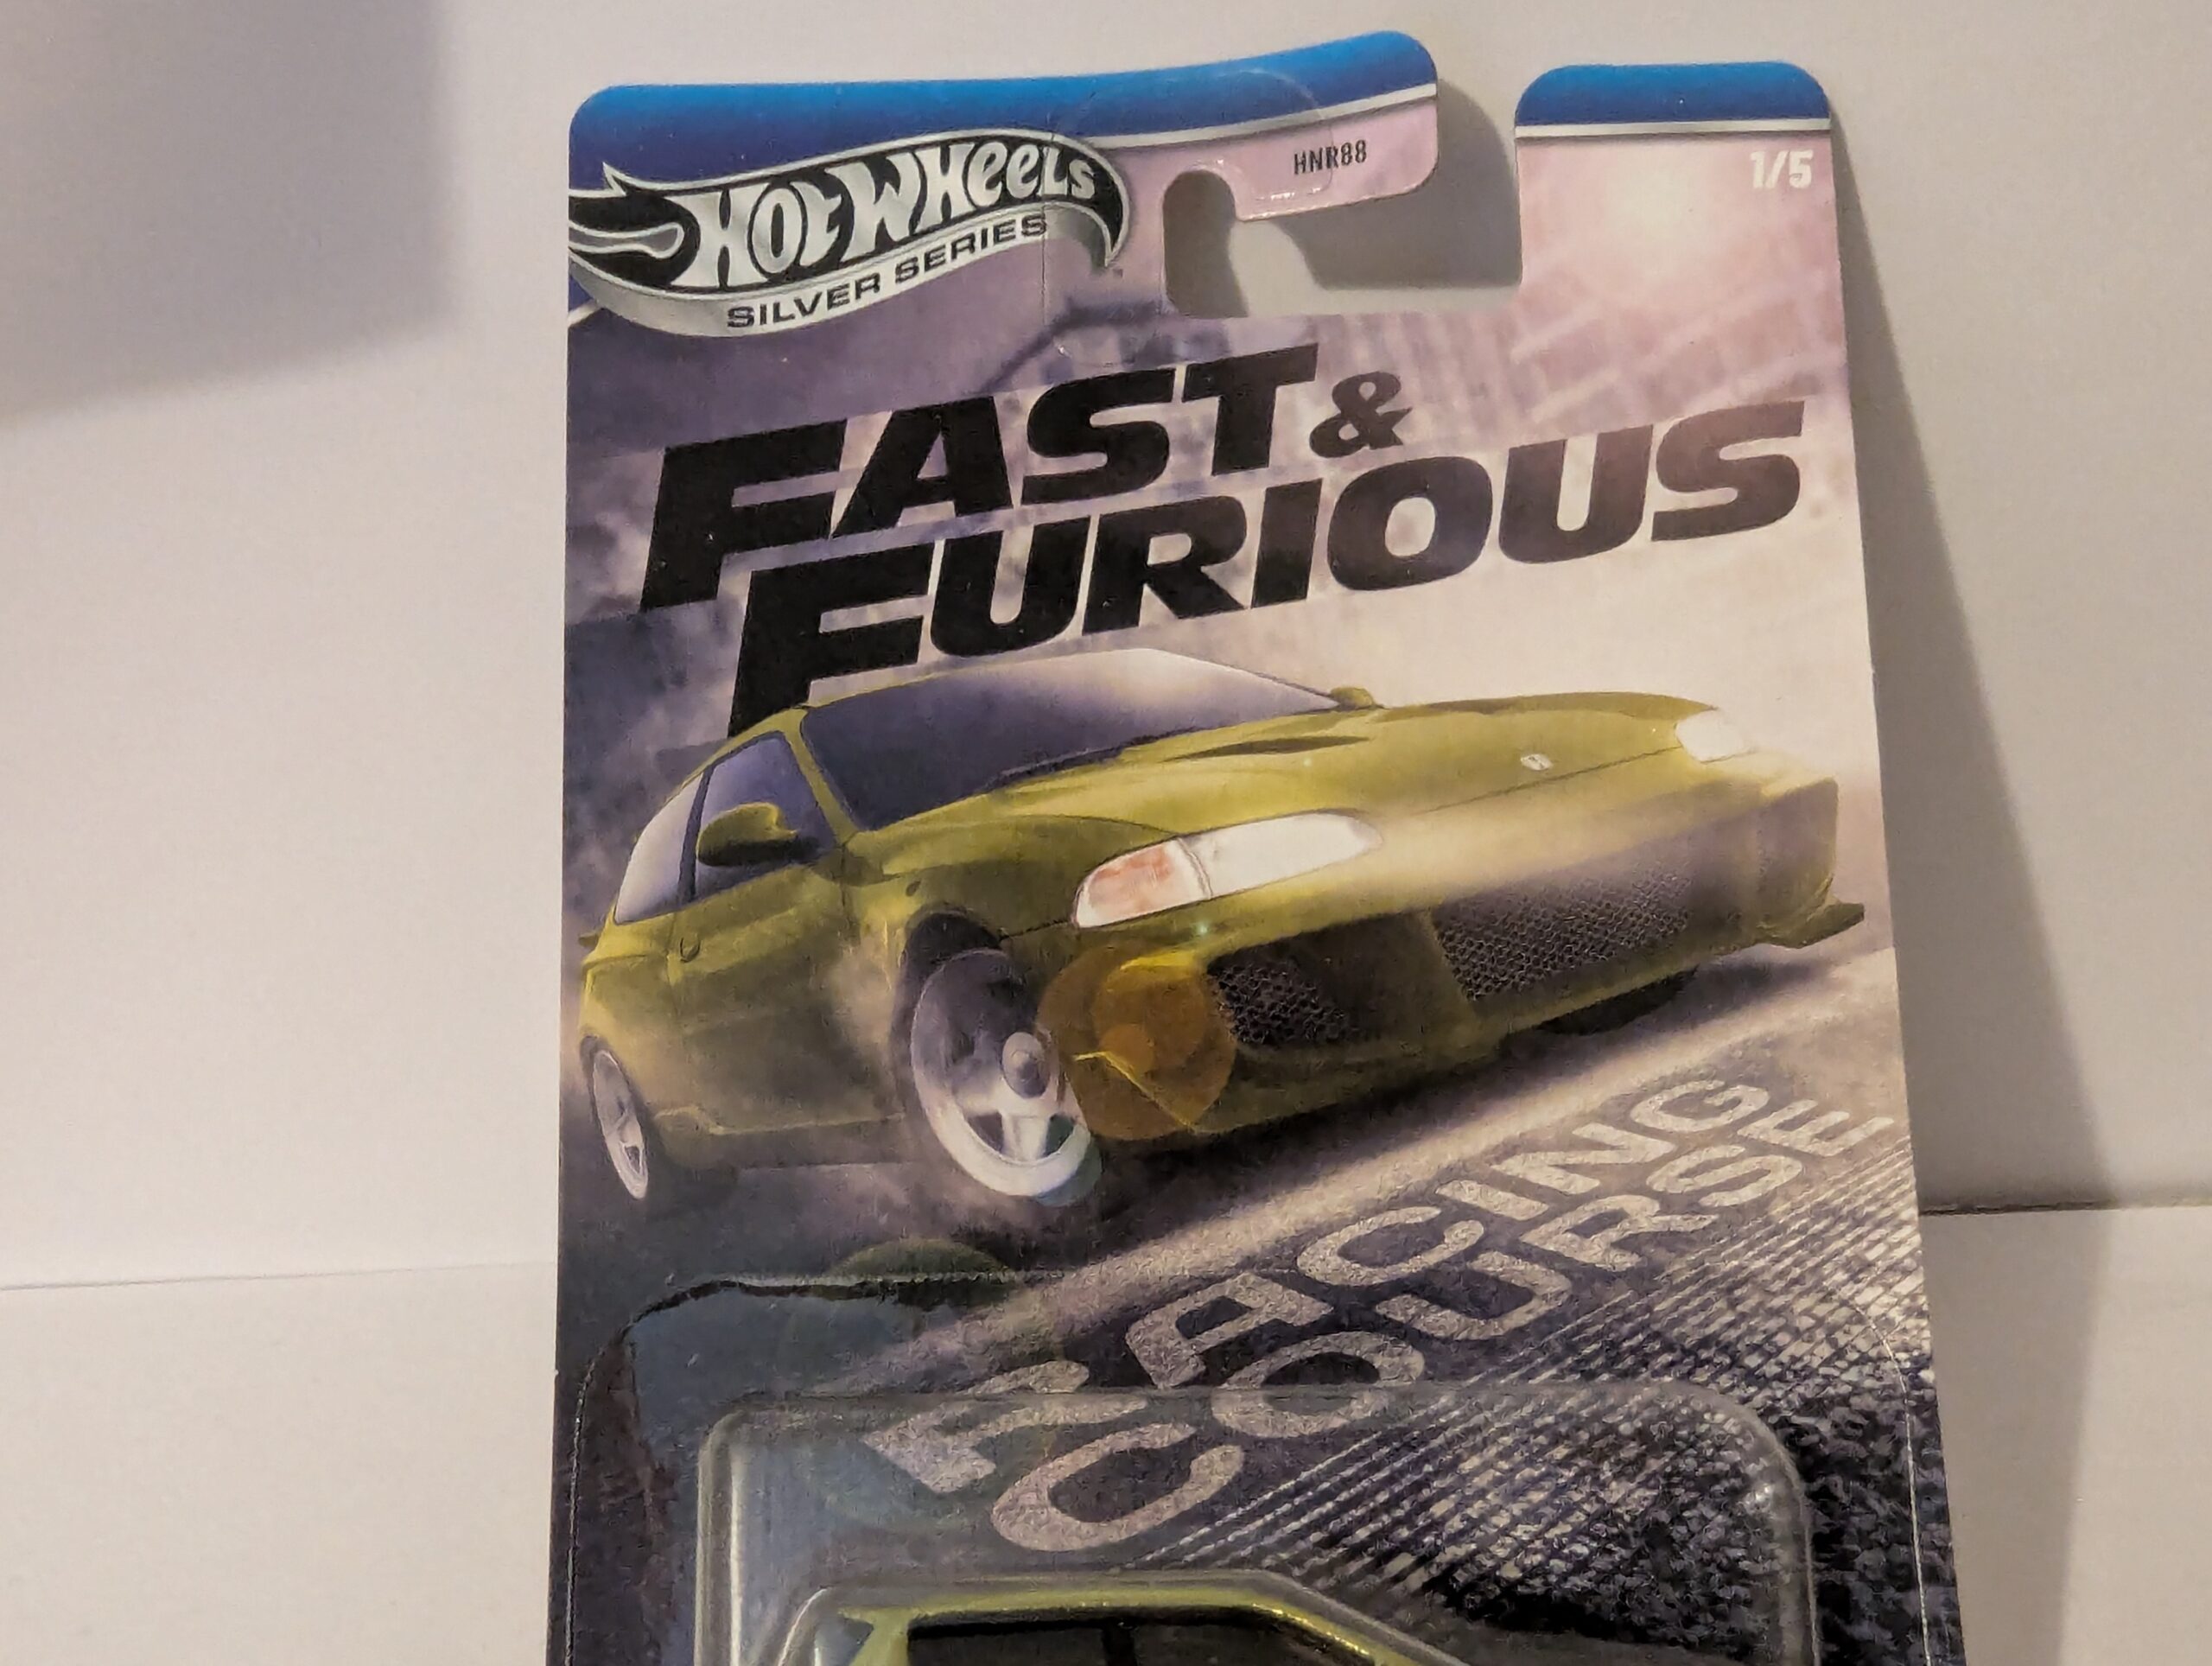 HOT WHEELS
SILVER SERIES
HNR88
1/5
FAST &
FURIOUS
RACING
COURSE